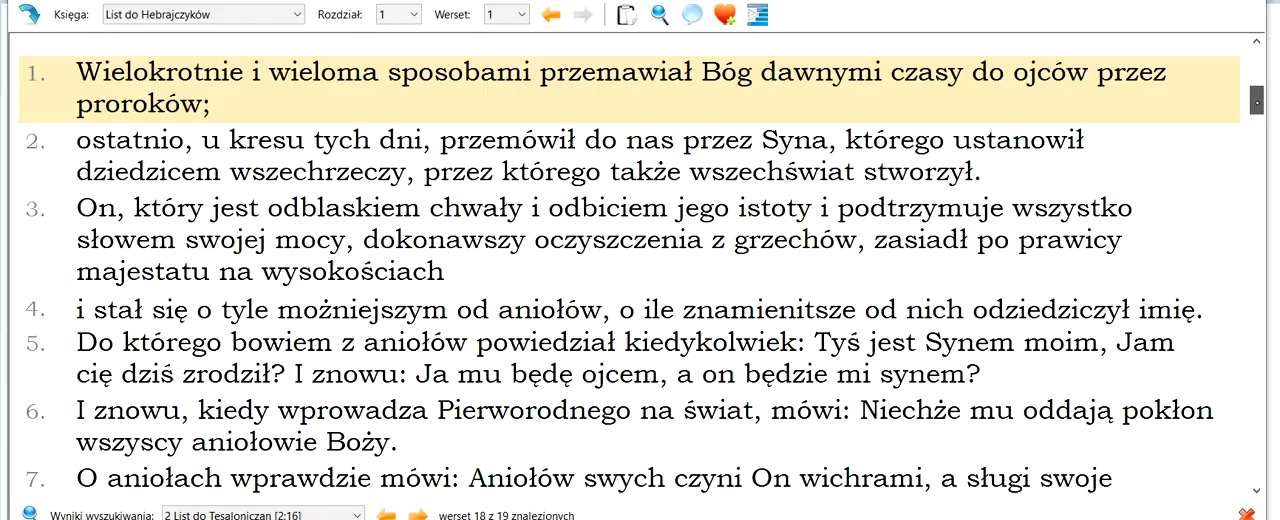 Księga: List do Hebrajczyków Rozdział: 1 Werset: 1
1. Wielokrotnie i wieloma sposobami przemawiał Bóg dawnymi czasy do ojców przez
proroków;
2. ostatnio, u kresu tych dni, przemówił do nas przez Syna, którego ustanowił
dziedzicem wszechrzeczy, przez którego także wszechświat stworzył.
3. On, który jest odblaskiem chwały i odbiciem jego istoty i podtrzymuje wszystko
słowem swojej mocy, dokonawszy oczyszczenia z grzechów, zasiadł po prawicy
majestatu na wysokościach
4. i stał się o tyle możniejszym od aniołów, o ile znamienitsze od nich odziedziczył imię.
5. Do którego bowiem z aniołów powiedział kiedykolwiek: Tyś jest Synem moim, Jam
cię dziś zrodził? I znowu: Ja mu będę ojcem, a on będzie mi synem?
6. I znowu, kiedy wprowadza Pierworodnego na świat, mówi: Niechże mu oddają pokłon
wszyscy aniołowie Boży.
7. O aniołach wprawdzie mówi: Aniołów swych czyni On wichrami, a sługi swoje
Wyniki wyszukiwania: 2 List do Tesaloniczan [2:16] werset 18 z 19 znalezionych